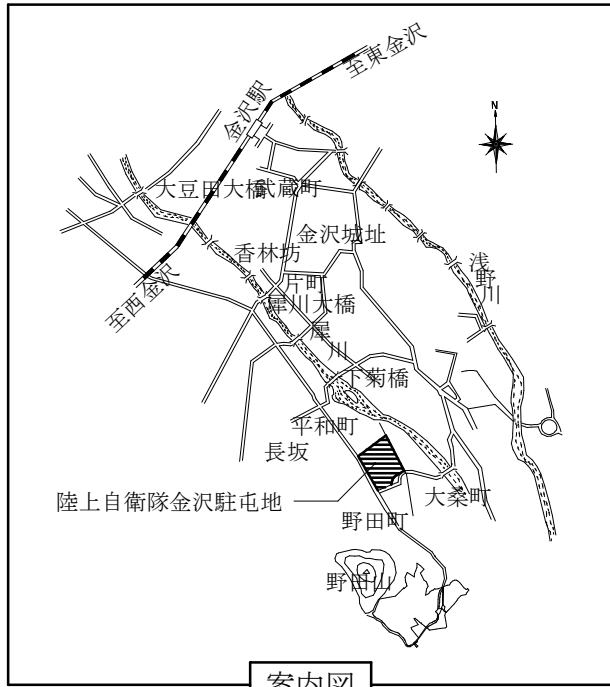 至東金沢
金沢駅
N
大豆田大橋
武蔵町
金沢城址
香林坊
浅野川
至西金沢
片町
犀川大橋
犀川
下菊橋
平和町
長坂
陸上自衛隊金沢駐屯地
大桑町
野田町
野田山
案内図